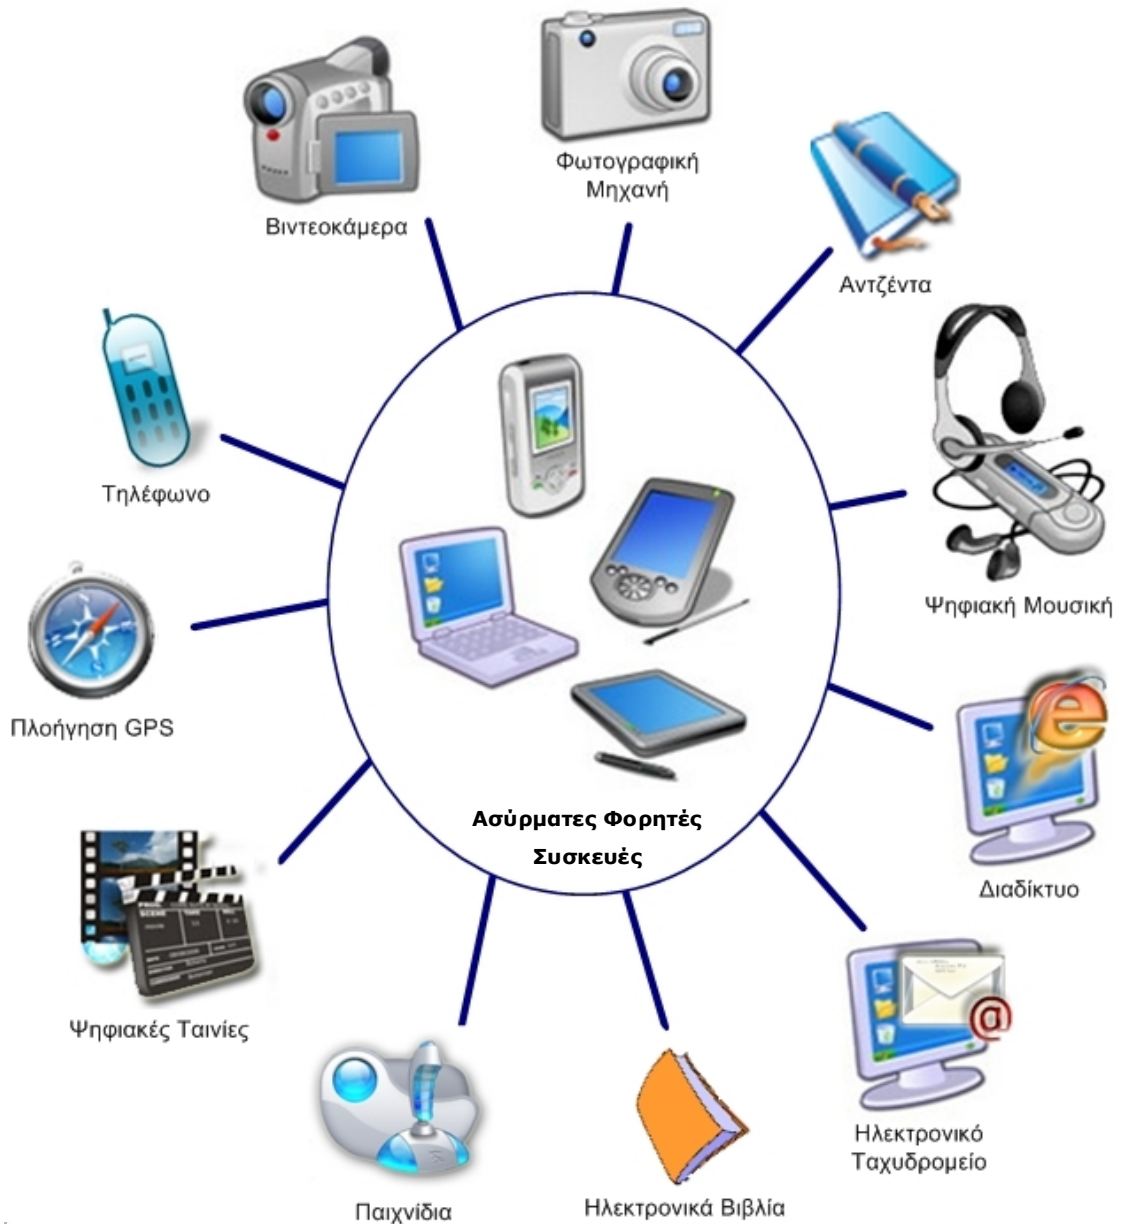 Φωτογραφική
Μηχανή
Βιντεοκάμερα
Αντζέντα
Τηλέφωνο
Ψηφιακή Μουσική
Πλοήγηση GPS
Ασύρματες Φορητές
Συσκευές
Διαδίκτυο
Ψηφιακές Ταινίες
Ηλεκτρονικό
Ταχυδρομείο
Παιχνίδια
Ηλεκτρονικά Βιβλία